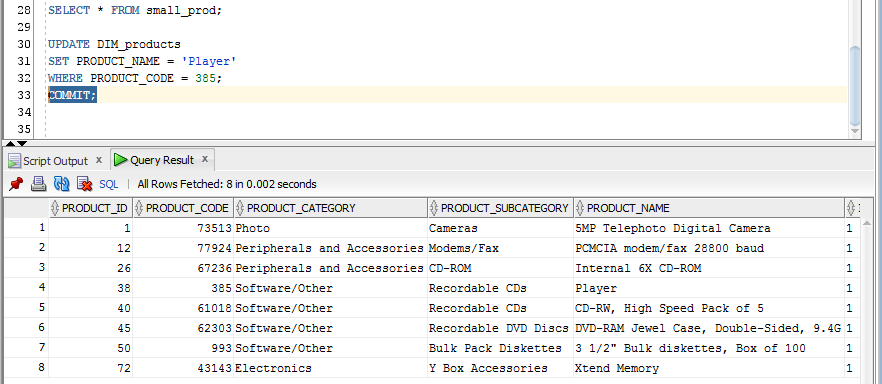 28 SELECT * FROM small_prod;
29
30 UPDATE DIM_products
31 SET PRODUCT_NAME = 'Player'
32 WHERE PRODUCT_CODE = 385;
33 COMMIT;
34
35
Script Output x Query Result x
SQL | All Rows Fetched: 8 in 0.002 seconds
PRODUCT_ID PRODUCT_CODE PRODUCT_CATEGORY PRODUCT_SUBCATEGORY PRODUCT_NAME
1 1 73513 Photo Cameras 5MP Telephoto Digital Camera 1
2 12 77924 Peripherals and Accessories Modems/Fax PCMCIA modem/fax 28800 baud 1
3 26 67236 Peripherals and Accessories CD-ROM Internal 6X CD-ROM 1
4 38 385 Software/Other Recordable CDs Player 1
5 40 61018 Software/Other Recordable CDs CD-RW, High Speed Pack of 5 1
6 45 62303 Software/Other Recordable DVD Discs DVD-RAM Jewel Case, Double-Sided, 9.4G 1
7 50 993 Software/Other Bulk Pack Diskettes 3 1/2" Bulk diskettes, Box of 100 1
8 72 43143 Electronics Y Box Accessories Xtend Memory 1